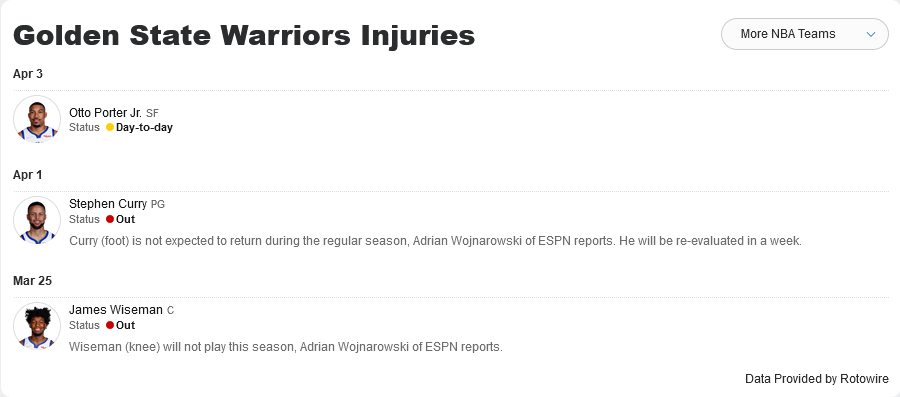 Golden State Warriors Injuries
More NBA Teams
Apr 3
Otto Porter Jr. SF
Status Day-to-day
Apr 1
Stephen Curry PG
Status Out
Curry (foot) is not expected to return during the regular season, Adrian Wojnarowski of ESPN reports. He will be re-evaluated in a week.
Mar 25
James Wiseman C
Status Out
Wiseman (knee) will not play this season, Adrian Wojnarowski of ESPN reports.
Data Provided by Rotowire